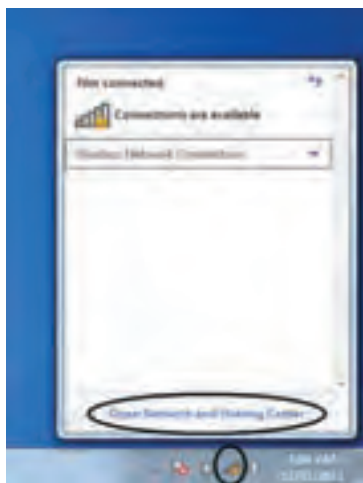 Not connected
Connections are available
Wireless Network Connection
Open Network and Sharing Center